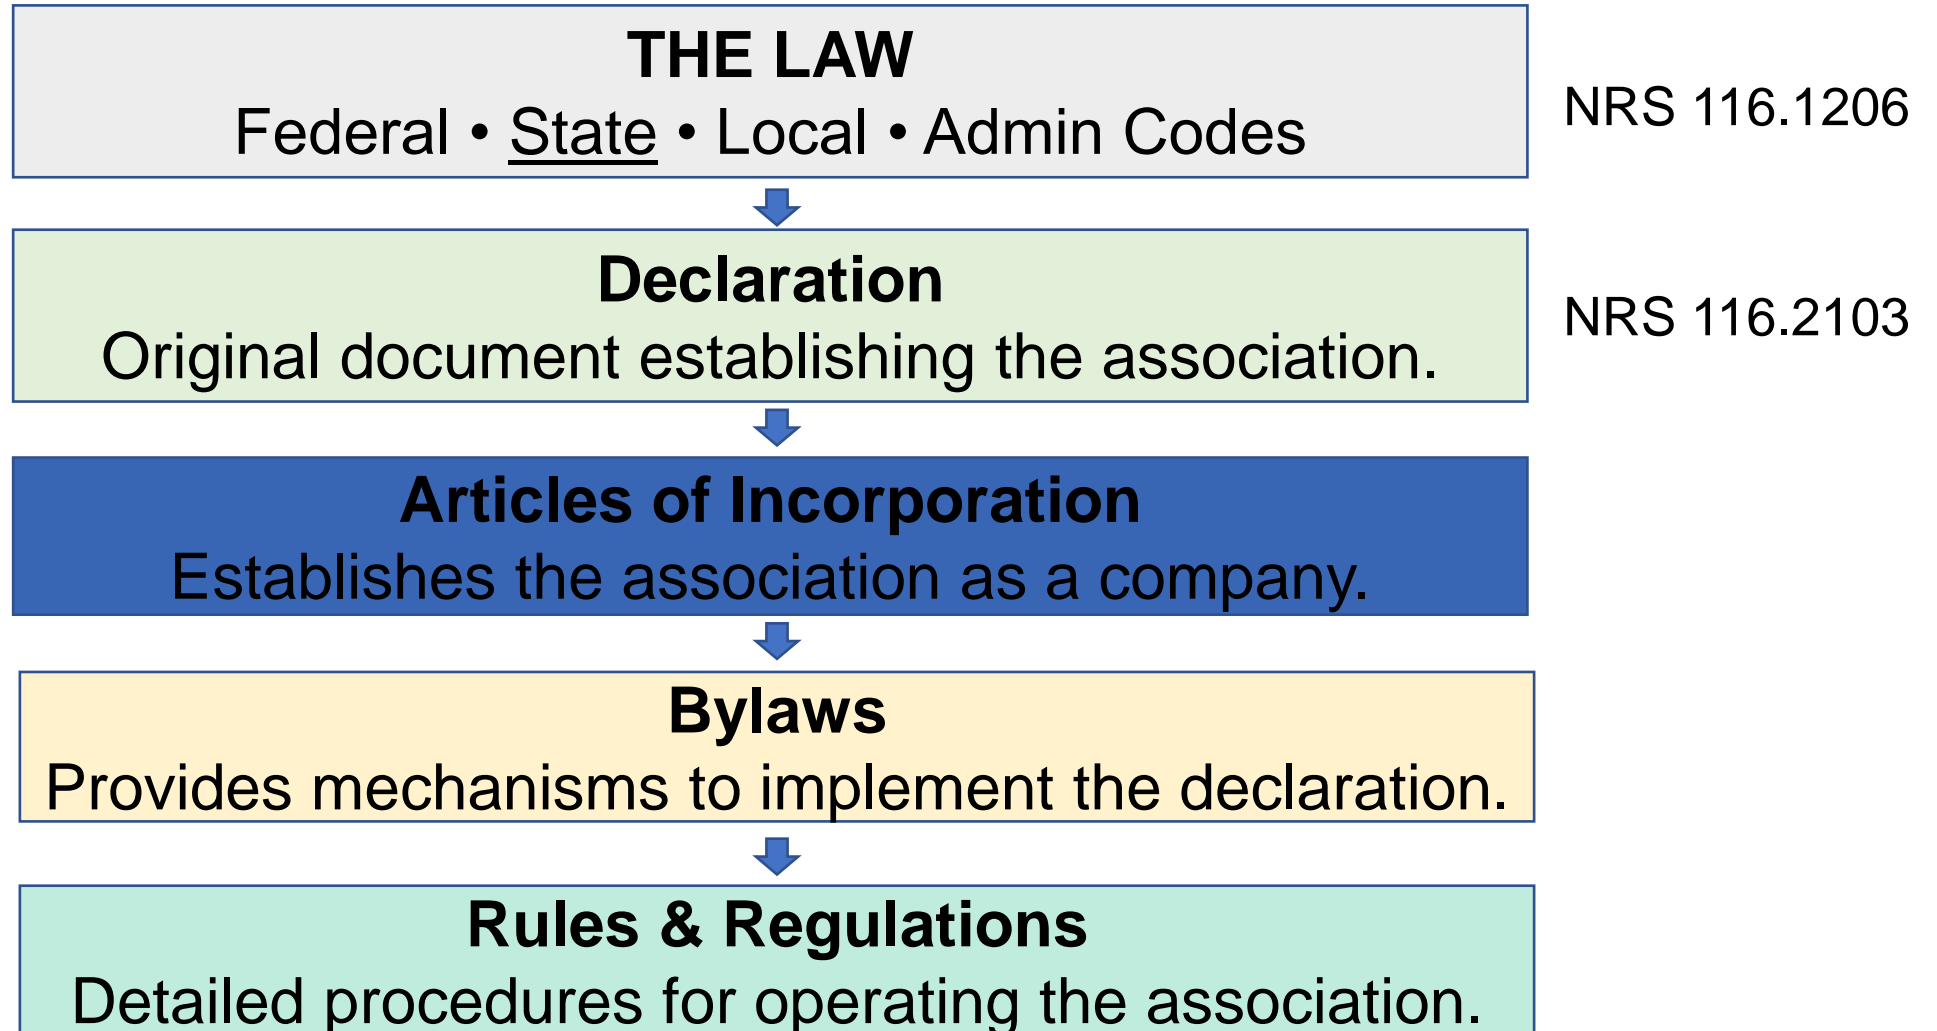 THE LAW
Federal • State • Local • Admin Codes
NRS 116.1206
Declaration
Original document establishing the association.
NRS 116.2103
Articles of Incorporation
Establishes the association as a company.
Bylaws
Provides mechanisms to implement the declaration.
Rules & Regulations
Detailed procedures for operating the association.